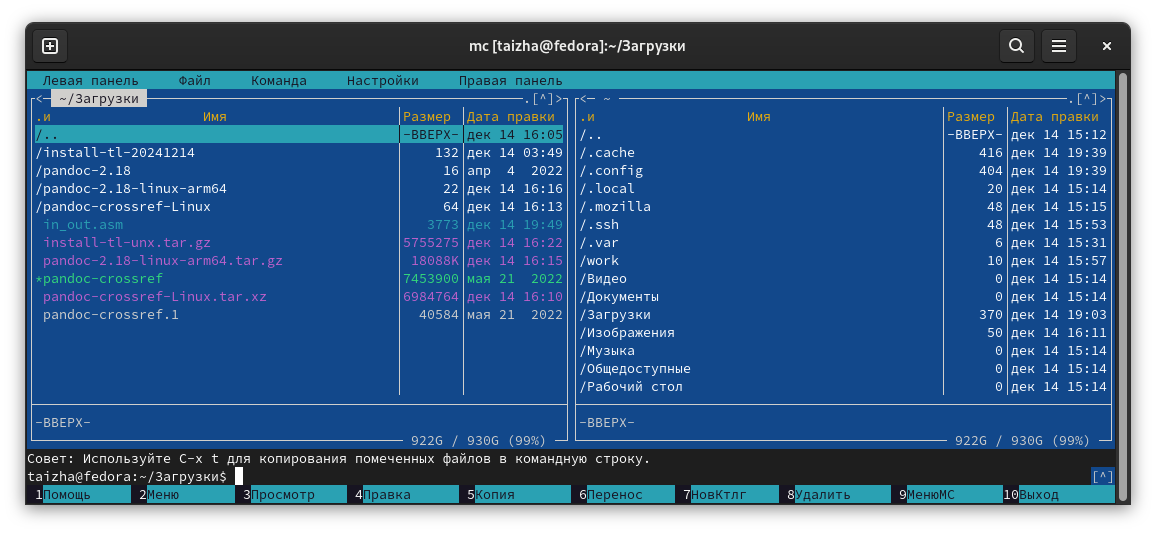 mc [taizha@fedora]:~/Загрузки
Левая панель Файл Команда Настройки Правая панель
<─ ~/Загрузки ─.[^]>
.и Имя Размер Дата правки
/.. -ВВЕРХ- дек 14 16:05
/install-tl-20241214 132 дек 14 03:49
/pandoc-2.18 16 апр 4 2022
/pandoc-2.18-linux-arm64 22 дек 14 16:16
/pandoc-crossref-Linux 64 дек 14 16:13
in_out.asm 3773 дек 14 19:49
install-tl-unx.tar.gz 5755275 дек 14 16:22
pandoc-2.18-linux-arm64.tar.gz 18088K дек 14 16:15
*pandoc-crossref 7453900 мая 21 2022
pandoc-crossref-Linux.tar.xz 6984764 дек 14 16:10
pandoc-crossref.1 40584 мая 21 2022
-ВВЕРХ-
922G / 930G (99%)
<─ ~ ─.[^]>
.и Имя Размер Дата правки
/.. -ВВЕРХ- дек 14 15:12
/.cache 416 дек 14 19:39
/.config 404 дек 14 19:39
/.local 20 дек 14 15:14
/.mozilla 48 дек 14 15:15
/.ssh 48 дек 14 15:53
/.var 6 дек 14 15:31
/work 10 дек 14 15:57
/Видео 0 дек 14 15:14
/Документы 0 дек 14 15:14
/Загрузки 370 дек 14 19:03
/Изображения 50 дек 14 16:11
/Музыка 0 дек 14 15:14
/Общедоступные 0 дек 14 15:14
/Рабочий стол 0 дек 14 15:14
-ВВЕРХ-
922G / 930G (99%)
Совет: Используйте C-x t для копирования помеченных файлов в командную строку.
taizha@fedora:~/Загрузки$ [^]
1Помощь 2Меню 3Просмотр 4Правка 5Копия 6Перенос 7НовКтлг 8Удалить 9МенюМС 10Выход